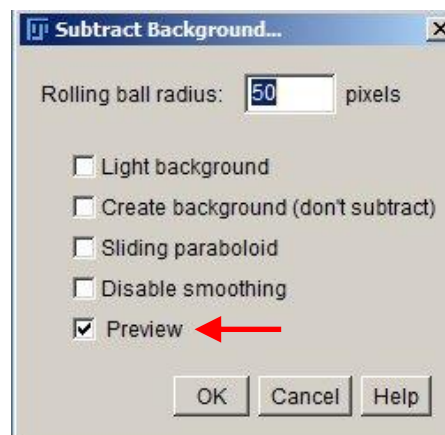 Subtract Background...
Rolling ball radius: 50 pixels
Light background
Create background (don't subtract)
Sliding paraboloid
Disable smoothing
Preview
OK Cancel Help